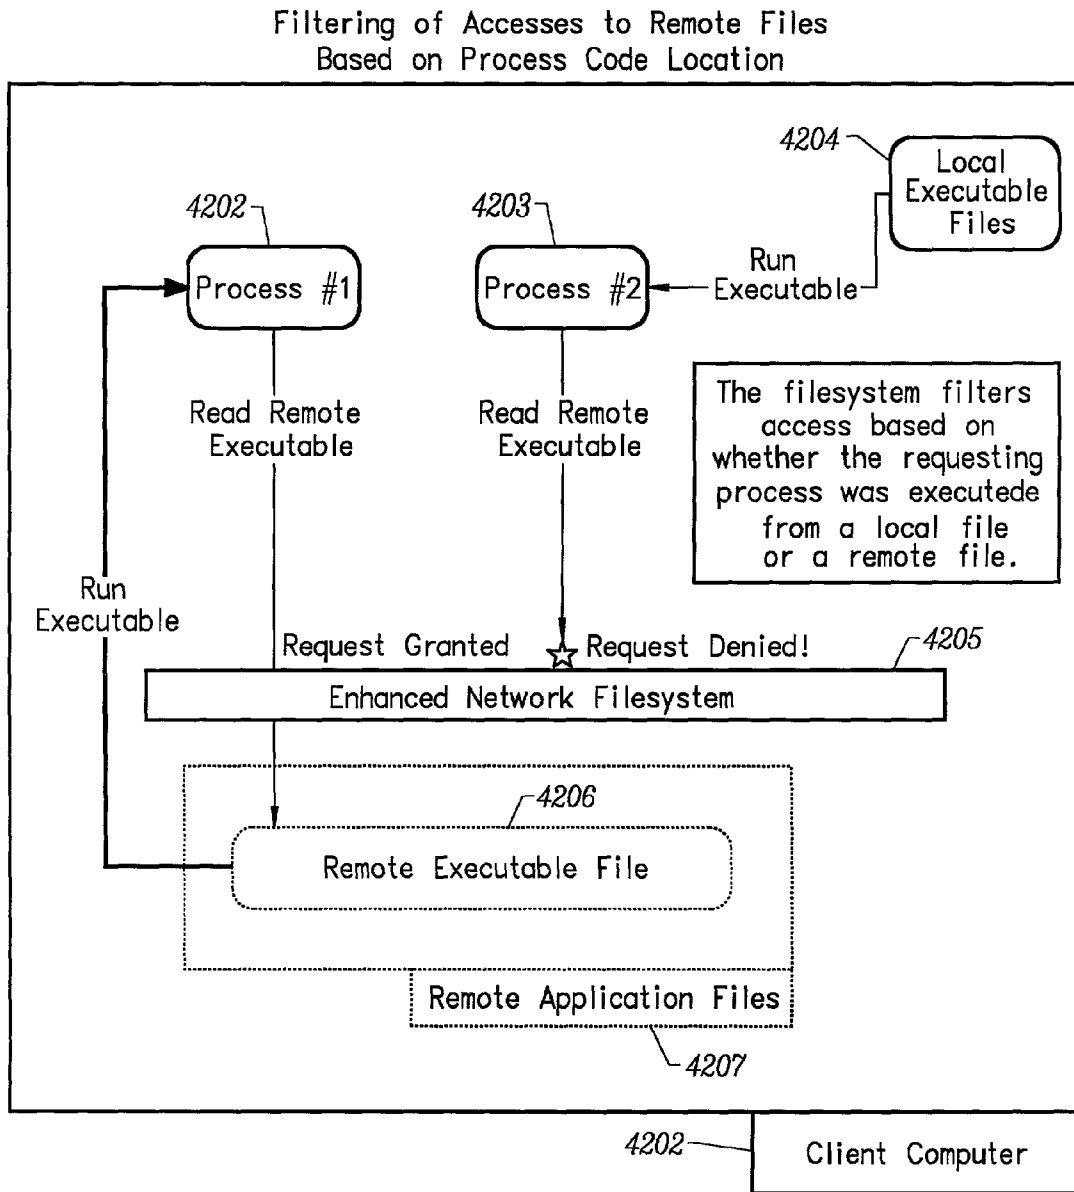 Filtering of Accesses to Remote Files
Based on Process Code Location
4204
Local
Executable
Files
4202
4203
Process #1
Process #2
Run
Executable
Read Remote
Executable
Read Remote
Executable
The filesystem filters
access based on
whether the requesting
process was executede
from a local file
or a remote file.
Run
Executable
Request Granted
Request Denied!
4205
Enhanced Network Filesystem
4206
Remote Executable File
Remote Application Files
4207
4202
Client Computer